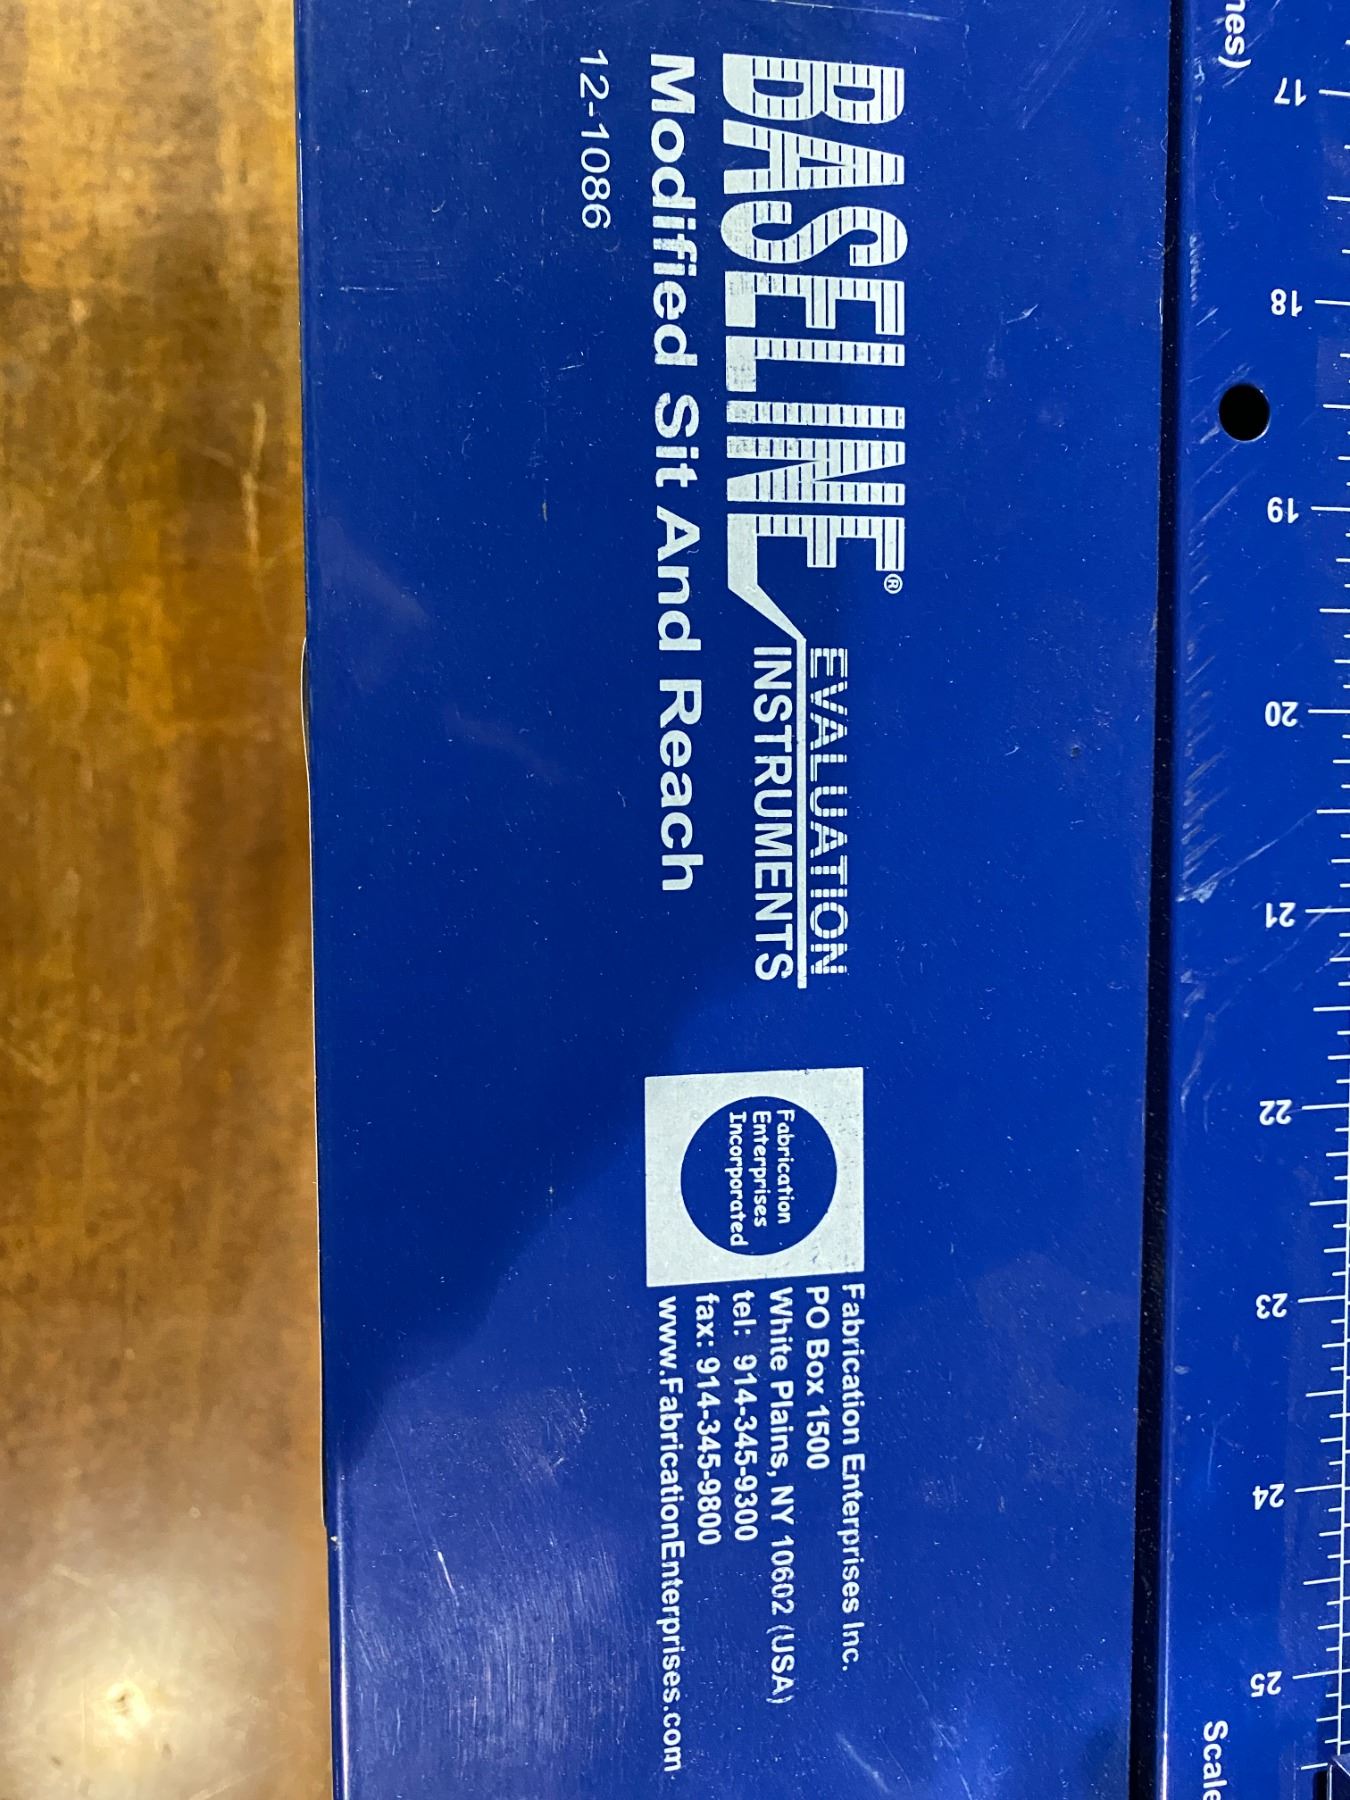 BASELINE®
EVALUATION
INSTRUMENTS
Modified Sit And Reach
12-1086
Fabrication
Enterprises
Incorporated
Fabrication Enterprises Inc.
PO Box 1500
White Plains, NY 10602 (USA)
tel: 914-345-9300
fax: 914-345-9800
www.FabricationEnterprises.com
17
18
19
20
21
22
23
24
25
Scale